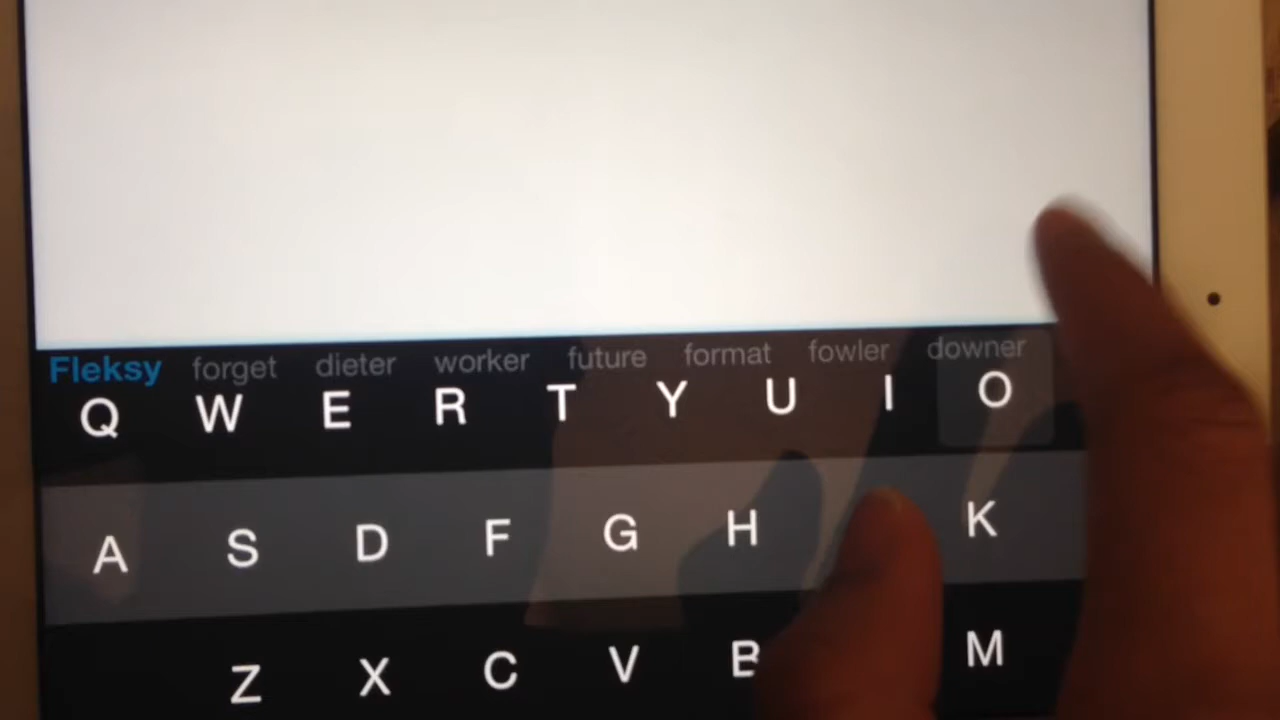 Fleksy forget dieter worker future format fowler downer
Q W E R T Y U I O
A S D F G H K
Z X C V B M